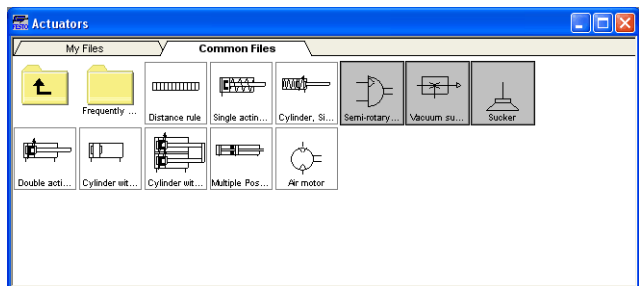 Actuators
My Files
Common Files
Frequently ...
Distance rule
Single actin...
Cylinder, Si...
Semi-rotary...
Vacuum su...
Sucker
Double acti...
Cylinder wit...
Cylinder wit...
Multiple Pos...
Air motor